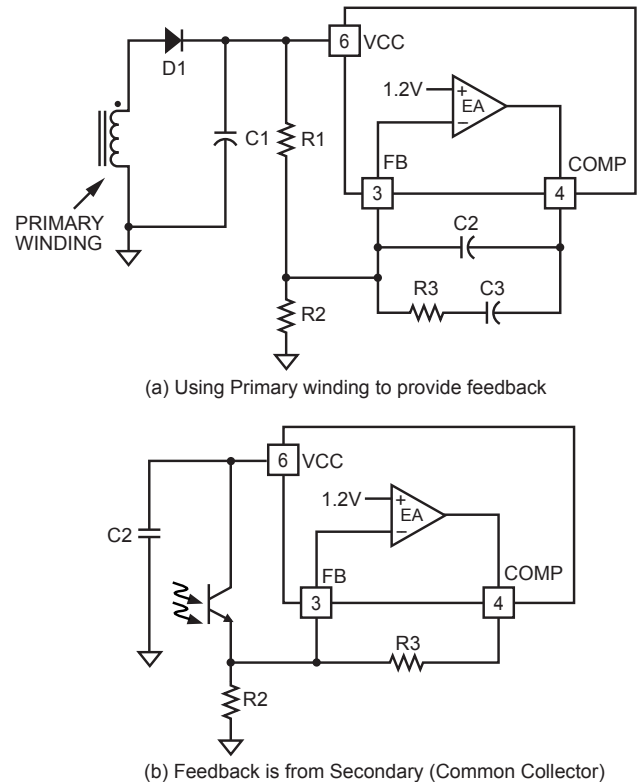 D1
6
VCC
1.2V
+
EA
−
C1
R1
FB
COMP
3
4
PRIMARY
WINDING
C2
R3
C3
R2
(a) Using Primary winding to provide feedback
6
VCC
1.2V
+
EA
−
C2
FB
COMP
3
4
R3
R2
(b) Feedback is from Secondary (Common Collector)